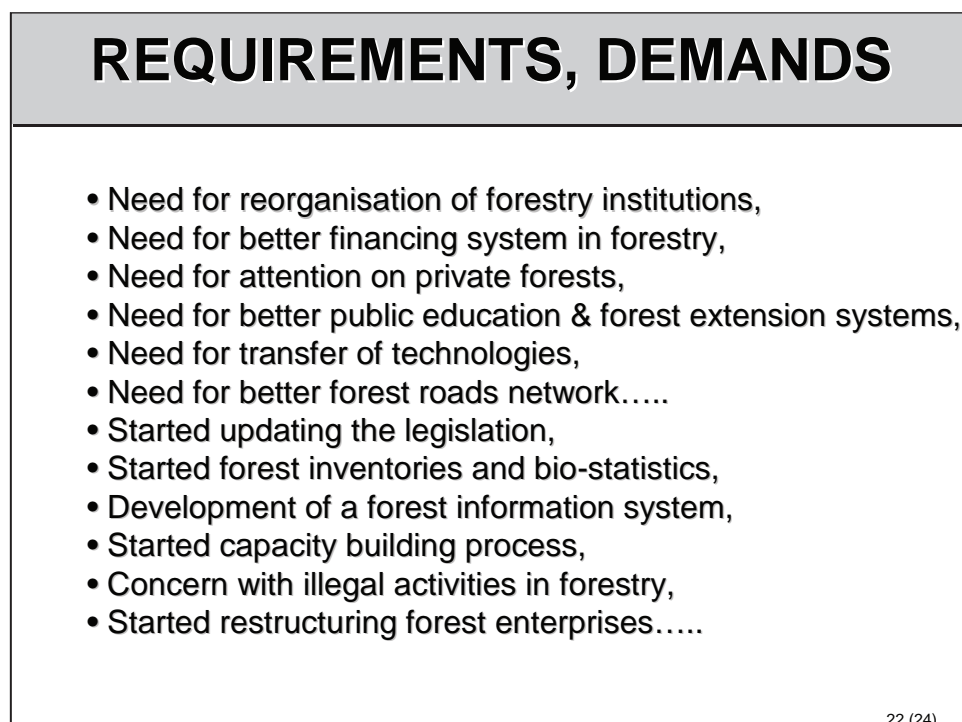 REQUIREMENTS, DEMANDS
• Need for reorganisation of forestry institutions,
• Need for better financing system in forestry,
• Need for attention on private forests,
• Need for better public education & forest extension systems,
• Need for transfer of technologies,
• Need for better forest roads network…..
• Started updating the legislation,
• Started forest inventories and bio-statistics,
• Development of a forest information system,
• Started capacity building process,
• Concern with illegal activities in forestry,
• Started restructuring forest enterprises…..
22 (24)